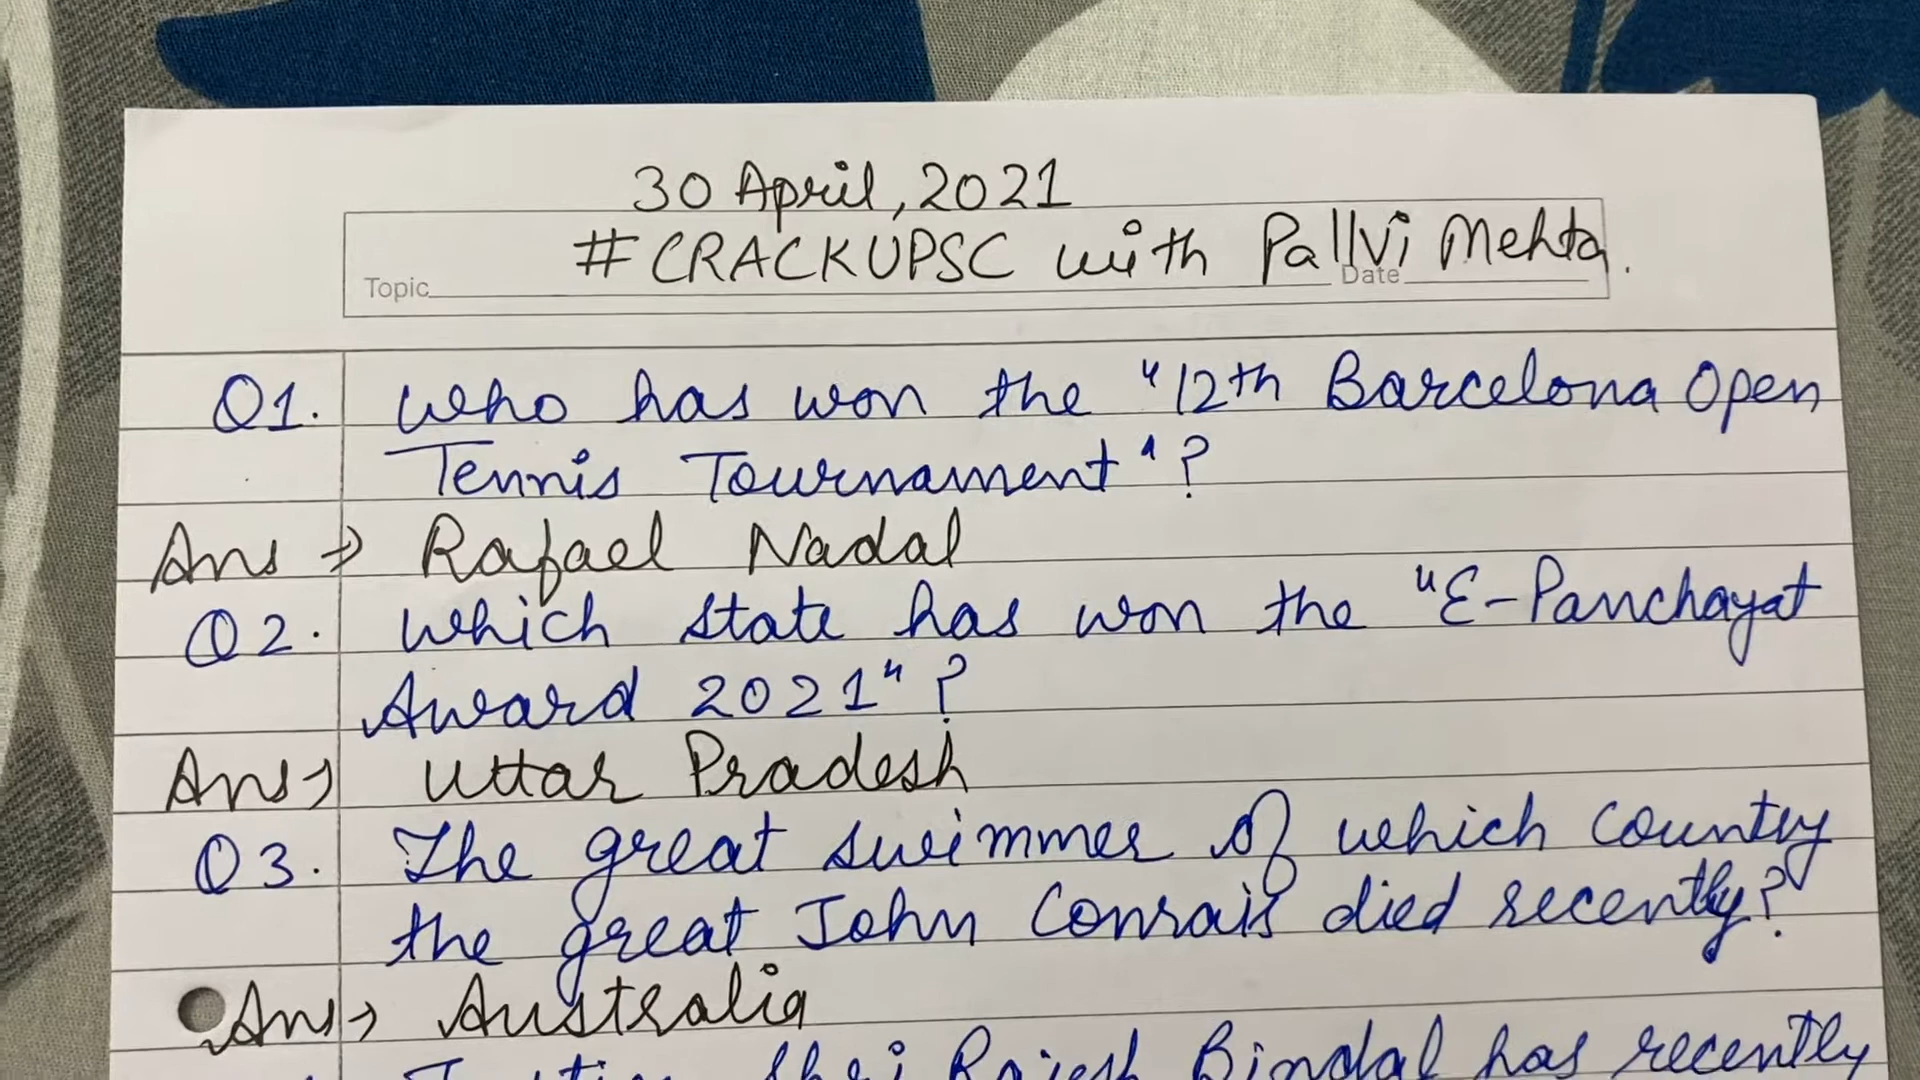 30 April, 2021
#CRACKUPSC with Pallvi Mehta.
Topic Date
Q1. Who has won the "12th Barcelona Open
Tennis Tournament"?
Ans → Rafael Nadal
Q2. Which state has won the "E-Panchayat
Award 2021"?
Ans → Uttar Pradesh
Q3. The great swimmer of which country
the great John Conrais died recently?
Ans → Australia
Shri Rajesh Bindal has recently